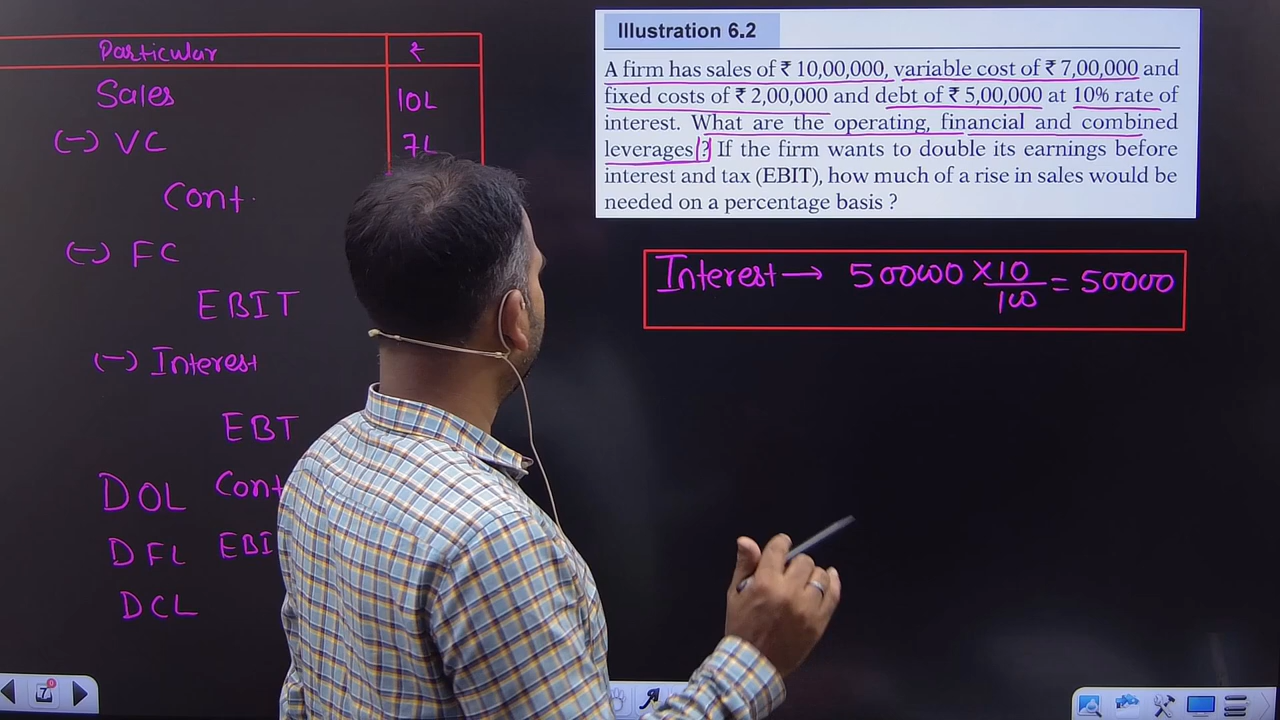 Particular ₹
Sales 10L
(-) VC 7L
Cont.
(-) FC
EBIT
(-) Interest
EBT
DOL Cont
DFL EBI
DCL
7
Illustration 6.2
A firm has sales of ₹ 10,00,000, variable cost of ₹ 7,00,000 and
fixed costs of ₹ 2,00,000 and debt of ₹ 5,00,000 at 10% rate of
interest. What are the operating, financial and combined
leverages ? If the firm wants to double its earnings before
interest and tax (EBIT), how much of a rise in sales would be
needed on a percentage basis ?
Interest → 500000 × 10/100 = 50000